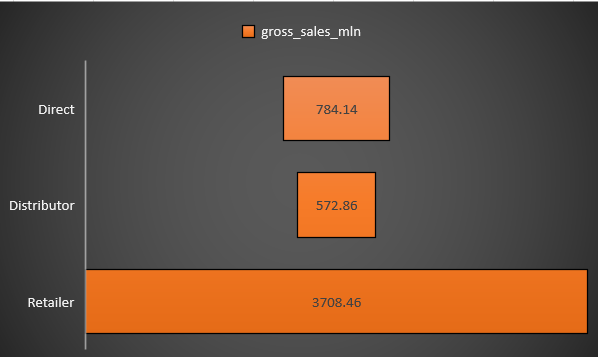 gross_sales_mln
Direct
784.14
Distributor
572.86
Retailer
3708.46